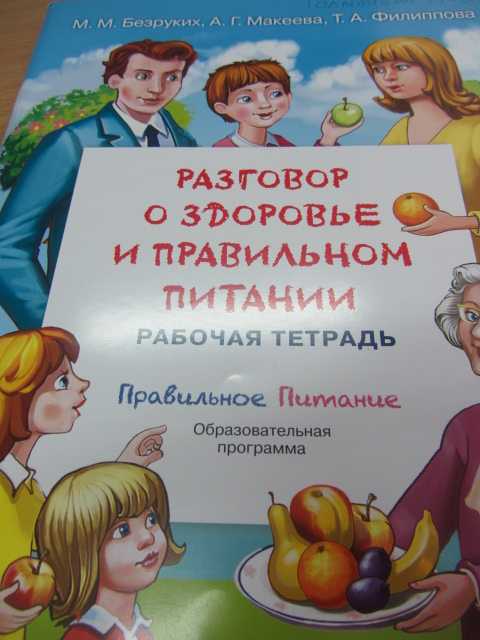 М. М. Безруких, А. Г. Макеева, Т. А. Филиппова
РАЗГОВОР
О ЗДОРОВЬЕ
И ПРАВИЛЬНОМ
ПИТАНИИ
РАБОЧАЯ ТЕТРАДЬ
Правильное Питание
Образовательная
программа